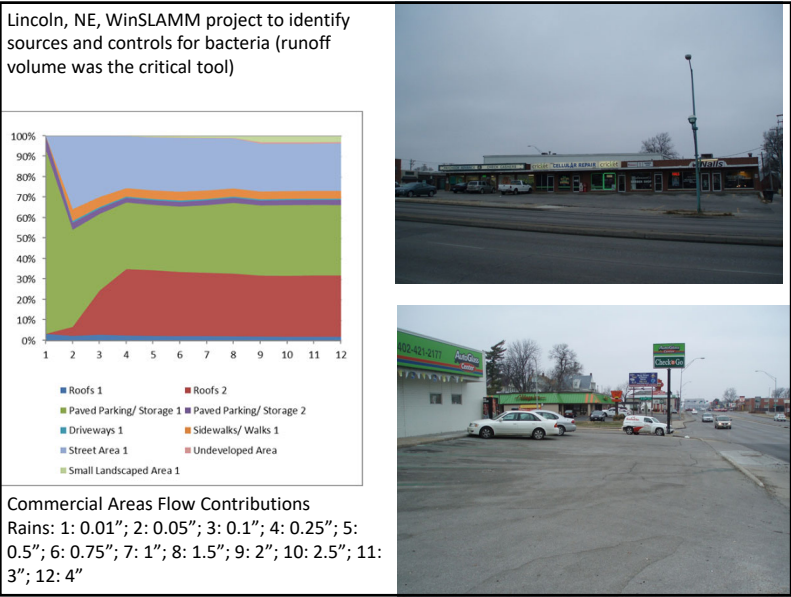 Lincoln, NE, WinSLAMM project to identify
sources and controls for bacteria (runoff
volume was the critical tool)
100%
90%
80%
70%
60%
50%
40%
30%
20%
10%
0%
1 2 3 4 5 6 7 8 9 10 11 12
Roofs 1 Roofs 2
Paved Parking/ Storage 1 Paved Parking/ Storage 2
Driveways 1 Sidewalks/ Walks 1
Street Area 1 Undeveloped Area
Small Landscaped Area 1
Commercial Areas Flow Contributions
Rains: 1: 0.01”; 2: 0.05”; 3: 0.1”; 4: 0.25”; 5:
0.5”; 6: 0.75”; 7: 1”; 8: 1.5”; 9: 2”; 10: 2.5”; 11:
3”; 12: 4”
CELLULAR REPAIR
Nails
402-421-2177
AutoGlass
Center
Check n Go